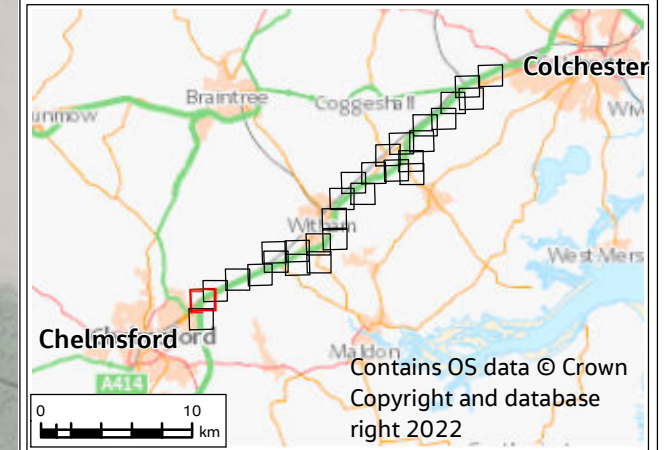 Colchester
Braintree
Coggeshall
unmow
Wiv
Witham
West Mers
Chelmsford
Maldon
A414
Contains OS data © Crown
Copyright and database
right 2022
0 10
km